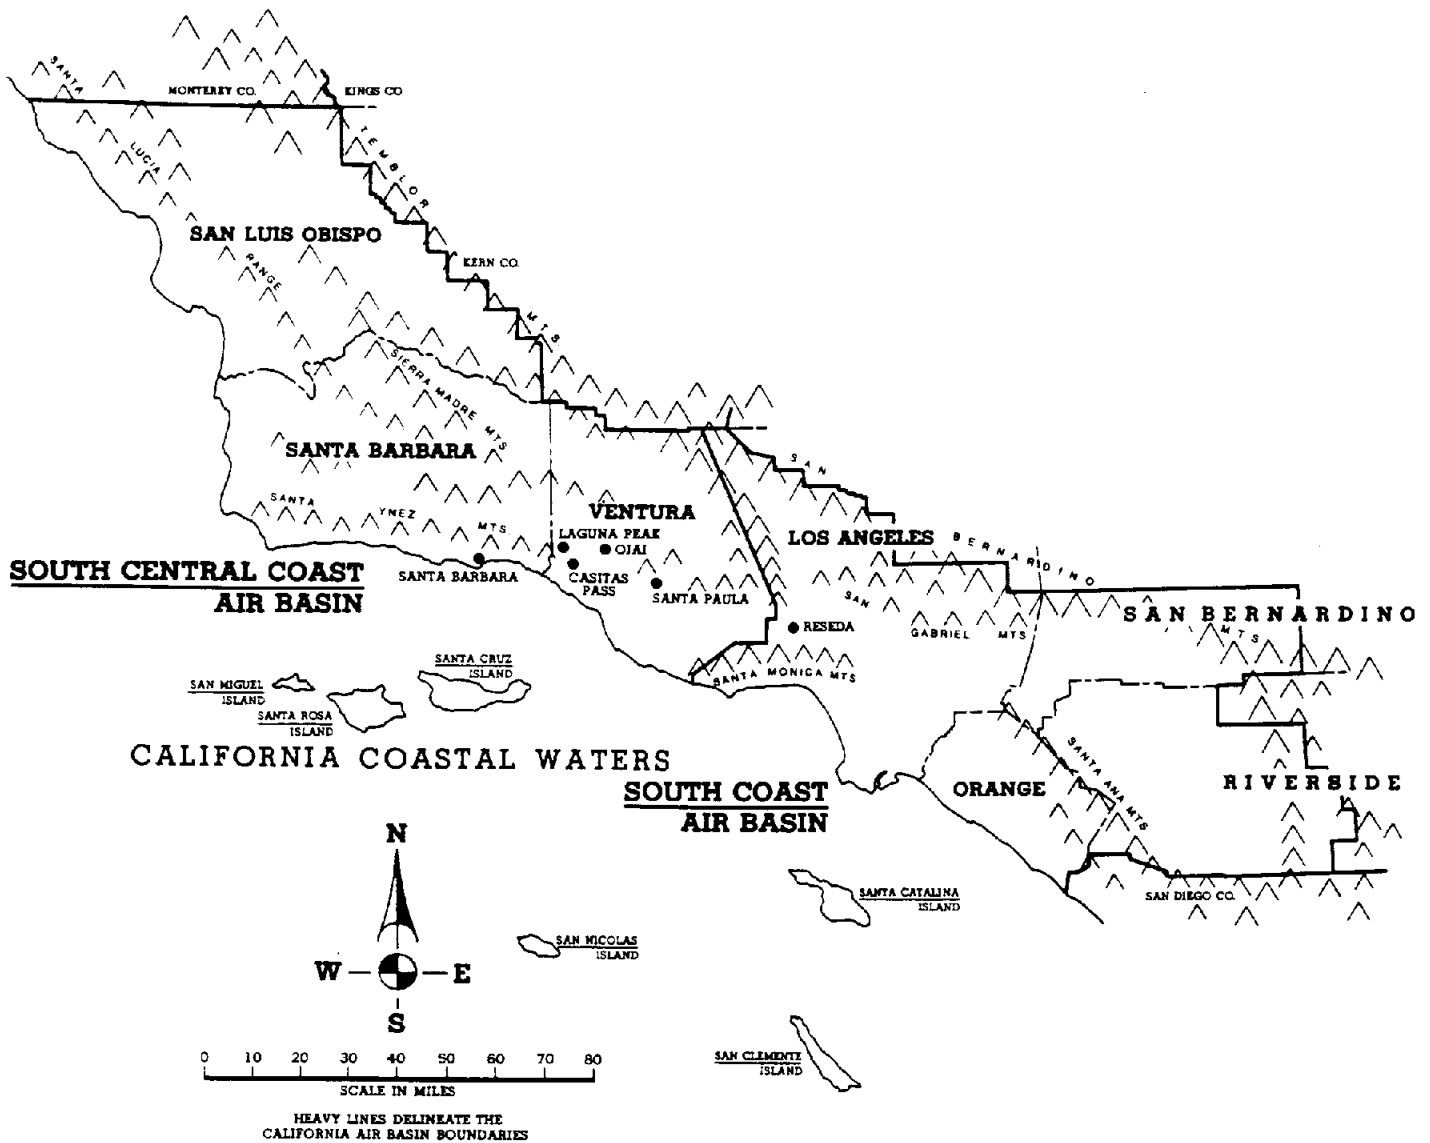 SANTA
LUCIA
RANGE
MONTEREY CO.
KINGS CO
TEMBLOR
MTS
SAN LUIS OBISPO
KERN CO.
SIERRA MADRE MTS
SANTA BARBARA
SANTA YNEZ MTS
SAN
BERNARDINO
MTS
VENTURA
LAGUNA PEAK
OJAI
CASITAS
PASS
SANTA BARBARA
SANTA PAULA
LOS ANGELES
SOUTH CENTRAL COAST
AIR BASIN
SAN
GABRIEL MTS
SAN BERNARDINO
RESEDA
SANTA MONICA MTS
SANTA CRUZ
ISLAND
SAN MIGUEL
ISLAND
SANTA ROSA
ISLAND
CALIFORNIA COASTAL WATERS
SOUTH COAST
AIR BASIN
ORANGE
SANTA ANA MTS
RIVERSIDE
SAN DIEGO CO.
SANTA CATALINA
ISLAND
SAN NICOLAS
ISLAND
SAN CLEMENTE
ISLAND
N
W
E
S
0 10 20 30 40 50 60 70 80
SCALE IN MILES
HEAVY LINES DELINEATE THE
CALIFORNIA AIR BASIN BOUNDARIES